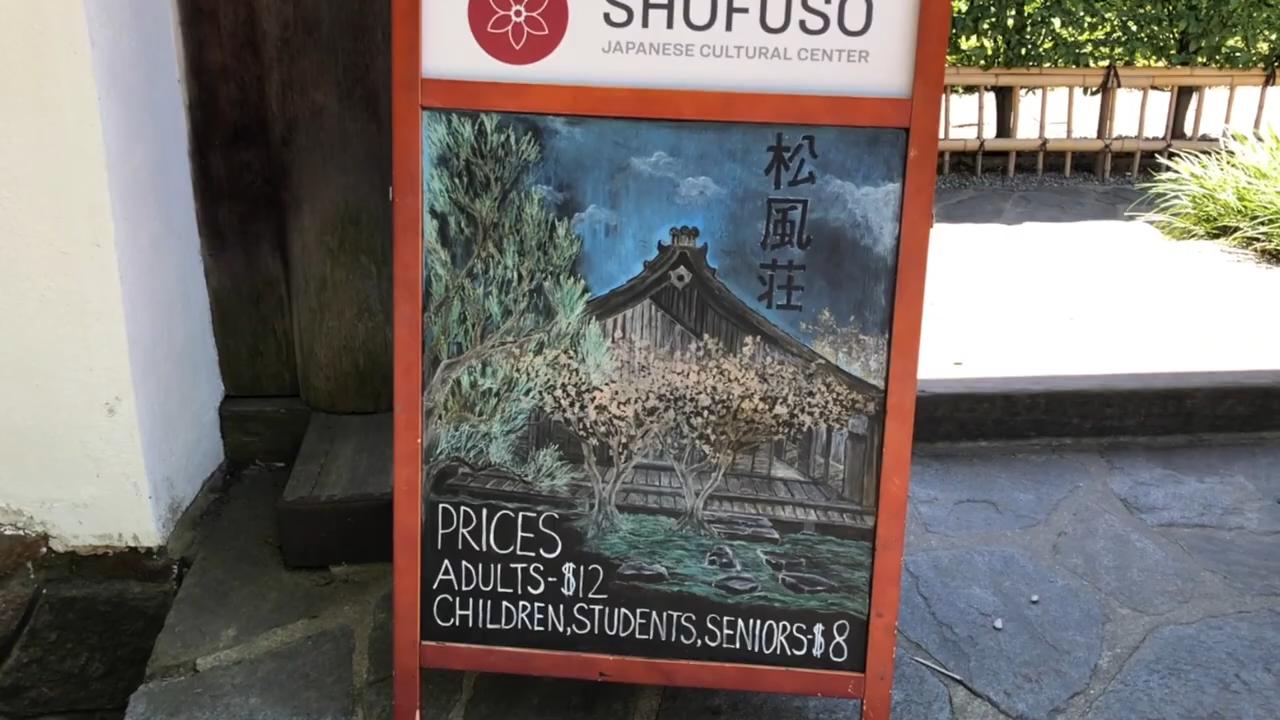 SHOFUSO
JAPANESE CULTURAL CENTER
松風荘
PRICES
ADULTS-$12
CHILDREN,STUDENTS,SENIORS-$8